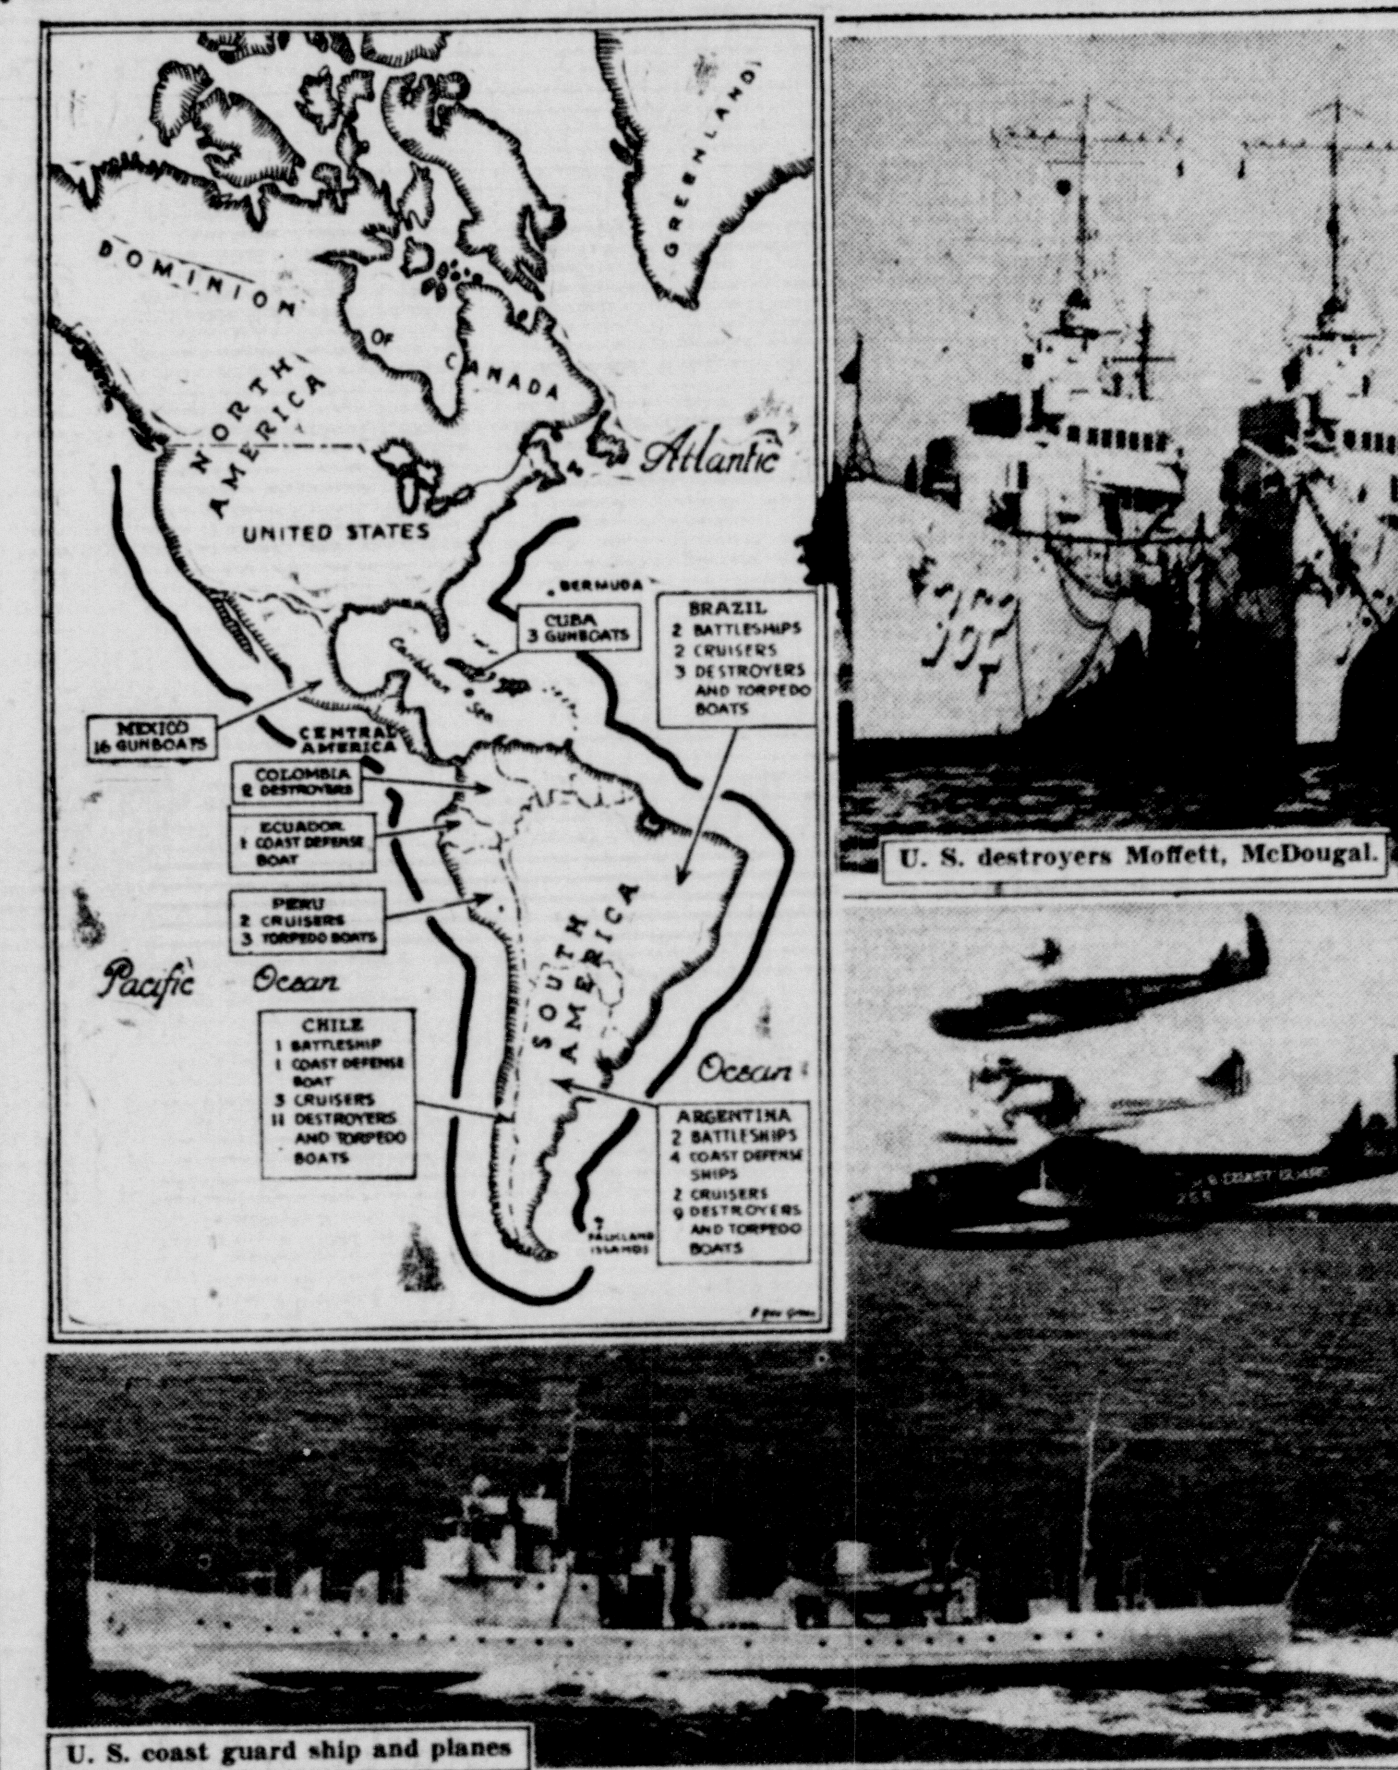 GREENLAND
DOMINION
OF
CANADA
NORTH
AMERICA
Atlantic
UNITED STATES
BERMUDA
CUBA
3 GUNBOATS
BRAZIL
2 BATTLESHIPS
2 CRUISERS
3 DESTROYERS
AND TORPEDO
BOATS
Caribbean
Sea
MEXICO
16 GUNBOATS
CENTRAL
AMERICA
COLOMBIA
2 DESTROYERS
ECUADOR
1 COAST DEFENSE
BOAT
PERU
2 CRUISERS
3 TORPEDO BOATS
SOUTH
AMERICA
Pacific Ocean
CHILE
1 BATTLESHIP
1 COAST DEFENSE
BOAT
3 CRUISERS
11 DESTROYERS
AND TORPEDO
BOATS
Ocean
ARGENTINA
2 BATTLESHIPS
4 COAST DEFENSE
SHIPS
2 CRUISERS
9 DESTROYERS
AND TORPEDO
BOATS
FALKLAND
ISLANDS
U. S. destroyers Moffett, McDougal.
COAST GUARD
U. S. coast guard ship and planes